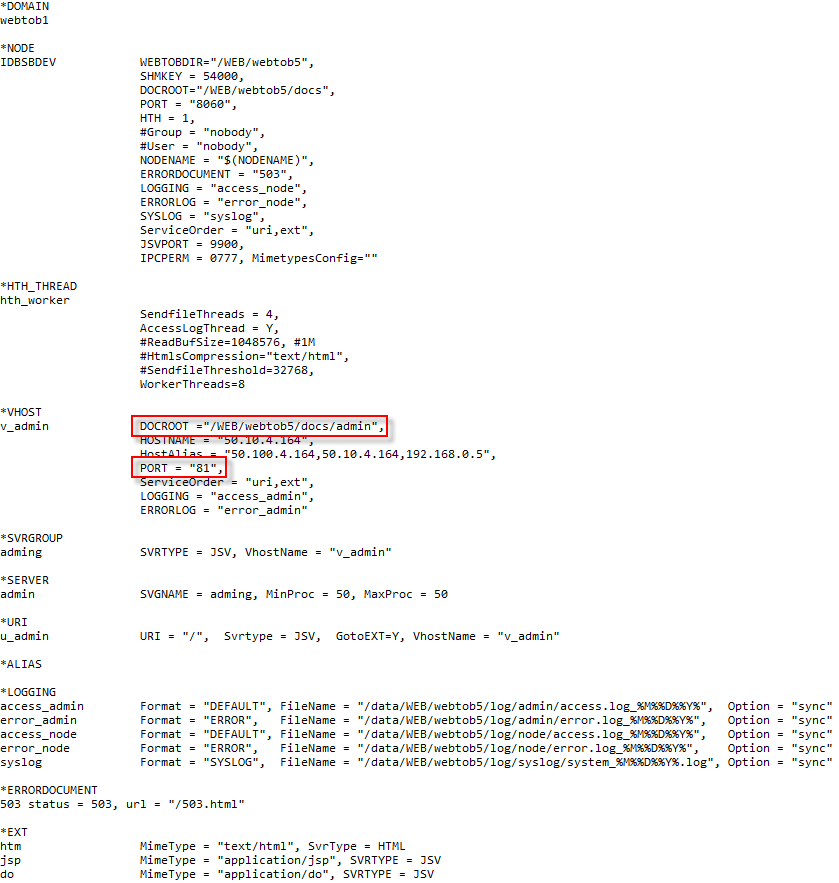 *DOMAIN
webtob1
*NODE
IDBSBDEV WEBTOBDIR="/WEB/webtob5",
SHMKEY = 54000,
DOCROOT="/WEB/webtob5/docs",
PORT = "8060",
HTH = 1,
#Group = "nobody",
#User = "nobody",
NODENAME = "$(NODENAME)",
ERRORDOCUMENT = "503",
LOGGING = "access_node",
ERRORLOG = "error_node",
SYSLOG = "syslog",
ServiceOrder = "uri,ext",
JSVPORT = 9900,
IPCPERM = 0777, MimetypesConfig=""
*HTH_THREAD
hth_worker
SendfileThreads = 4,
AccessLogThread = Y,
#ReadBufSize=1048576, #1M
#HtmlsCompression="text/html",
#SendfileThreshold=32768,
WorkerThreads=8
*VHOST
v_admin DOCROOT ="/WEB/webtob5/docs/admin",
HOSTNAME = "50.10.4.164",
HostAlias = "50.100.4.164,50.10.4.164,192.168.0.5",
PORT = "81",
ServiceOrder = "uri,ext",
LOGGING = "access_admin",
ERRORLOG = "error_admin"
*SVRGROUP
adming SVRTYPE = JSV, VhostName = "v_admin"
*SERVER
admin SVGNAME = adming, MinProc = 50, MaxProc = 50
*URI
u_admin URI = "/", Svrtype = JSV, GotoEXT=Y, VhostName = "v_admin"
*ALIAS
*LOGGING
access_admin Format = "DEFAULT", FileName = "/data/WEB/webtob5/log/admin/access.log_%M%%D%%Y%", Option = "sync"
error_admin Format = "ERROR", FileName = "/data/WEB/webtob5/log/admin/error.log_%M%%D%%Y%", Option = "sync"
access_node Format = "DEFAULT", FileName = "/data/WEB/webtob5/log/node/access.log_%M%%D%%Y%", Option = "sync"
error_node Format = "ERROR", FileName = "/data/WEB/webtob5/log/node/error.log_%M%%D%%Y%", Option = "sync"
syslog Format = "SYSLOG", FileName = "/data/WEB/webtob5/log/syslog/system_%M%%D%%Y%.log", Option = "sync"
*ERRORDOCUMENT
503 status = 503, url = "/503.html"
*EXT
htm MimeType = "text/html", SvrType = HTML
jsp MimeType = "application/jsp", SVRTYPE = JSV
do MimeType = "application/do", SVRTYPE = JSV